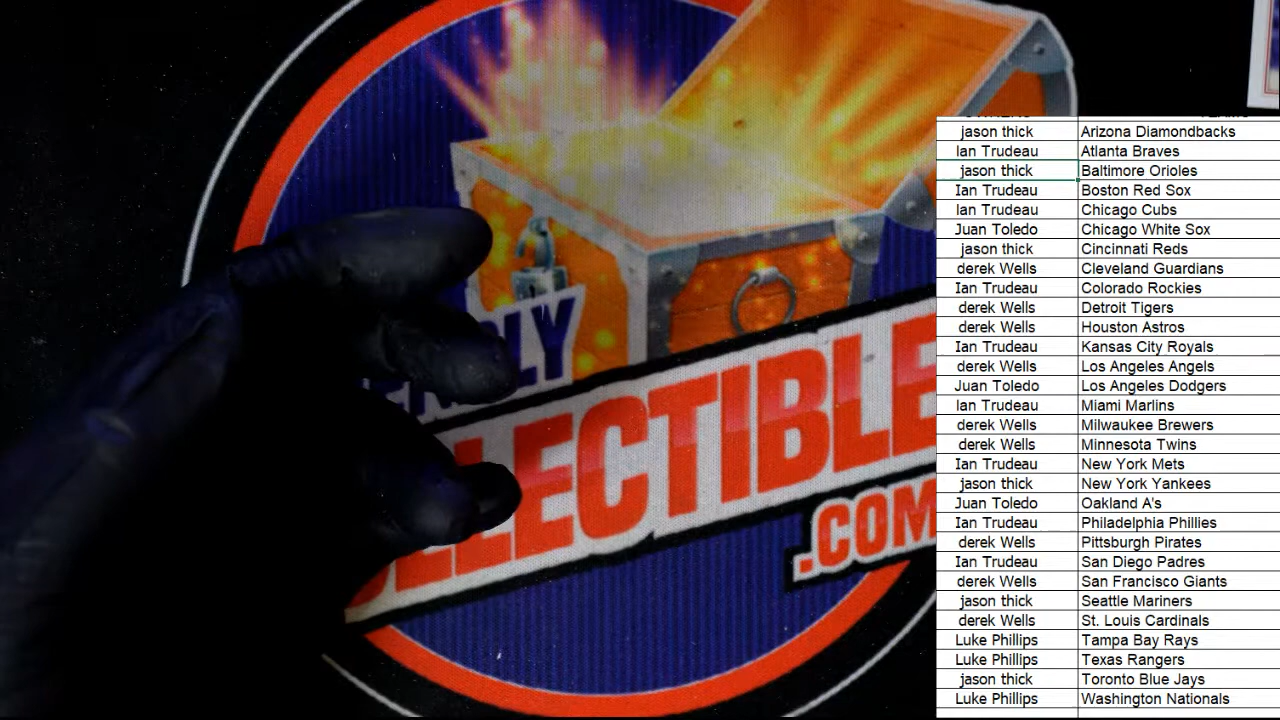 LY
LLECTIBLE
.COM
jason thick Arizona Diamondbacks
Ian Trudeau Atlanta Braves
jason thick Baltimore Orioles
Ian Trudeau Boston Red Sox
Ian Trudeau Chicago Cubs
Juan Toledo Chicago White Sox
jason thick Cincinnati Reds
derek Wells Cleveland Guardians
Ian Trudeau Colorado Rockies
derek Wells Detroit Tigers
derek Wells Houston Astros
Ian Trudeau Kansas City Royals
derek Wells Los Angeles Angels
Juan Toledo Los Angeles Dodgers
Ian Trudeau Miami Marlins
derek Wells Milwaukee Brewers
derek Wells Minnesota Twins
Ian Trudeau New York Mets
jason thick New York Yankees
Juan Toledo Oakland A's
Ian Trudeau Philadelphia Phillies
derek Wells Pittsburgh Pirates
Ian Trudeau San Diego Padres
derek Wells San Francisco Giants
jason thick Seattle Mariners
derek Wells St. Louis Cardinals
Luke Phillips Tampa Bay Rays
Luke Phillips Texas Rangers
jason thick Toronto Blue Jays
Luke Phillips Washington Nationals